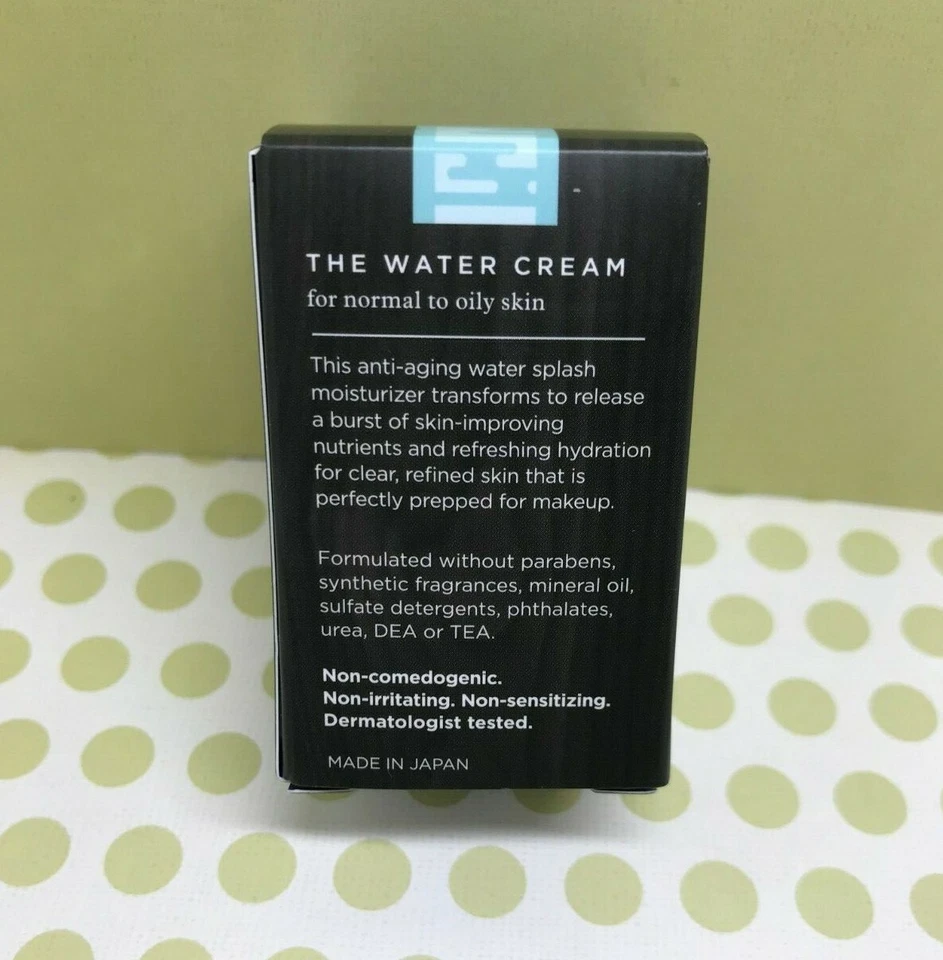 THE WATER CREAM
for normal to oily skin
This anti-aging water splash
moisturizer transforms to release
a burst of skin-improving
nutrients and refreshing hydration
for clear, refined skin that is
perfectly prepped for makeup.
Formulated without parabens,
synthetic fragrances, mineral oil,
sulfate detergents, phthalates,
urea, DEA or TEA.
Non-comedogenic.
Non-irritating. Non-sensitizing.
Dermatologist tested.
MADE IN JAPAN